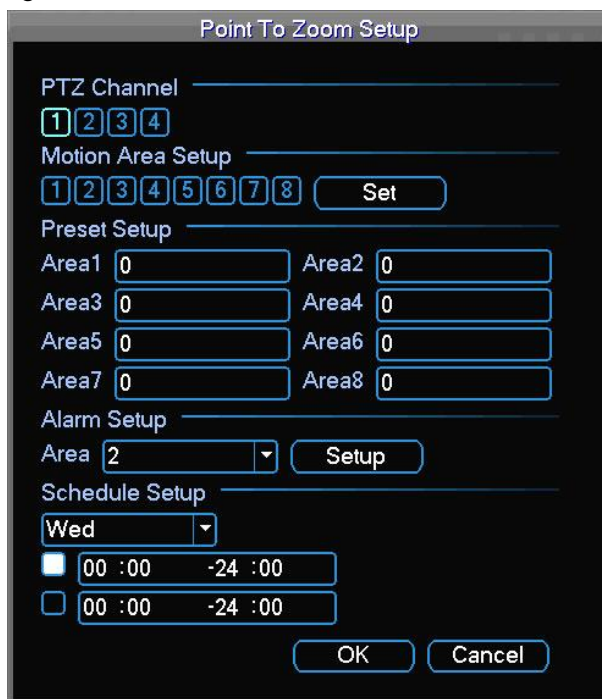 Point To Zoom Setup
PTZ Channel
1 2 3 4
Motion Area Setup
1 2 3 4 5 6 7 8 Set
Preset Setup
Area1 0 Area2 0
Area3 0 Area4 0
Area5 0 Area6 0
Area7 0 Area8 0
Alarm Setup
Area 2 Setup
Schedule Setup
Wed
00 :00 -24 :00
00 :00 -24 :00
OK Cancel